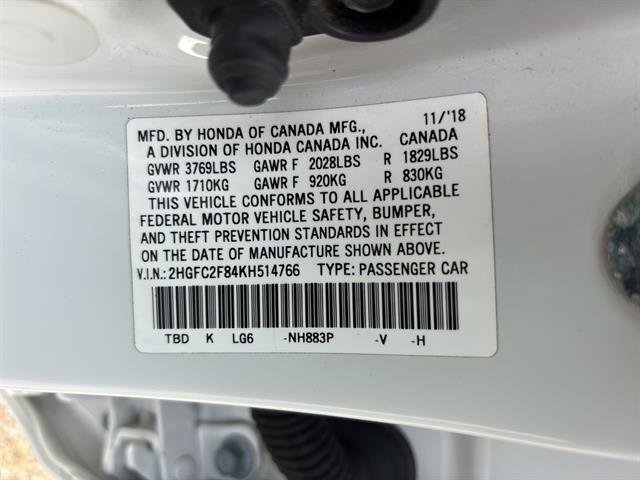 MFD. BY HONDA OF CANADA MFG., 11/'18
A DIVISION OF HONDA CANADA INC. CANADA
GVWR 3769LBS GAWR F 2028LBS R 1829LBS
GVWR 1710KG GAWR F 920KG R 830KG
THIS VEHICLE CONFORMS TO ALL APPLICABLE
FEDERAL MOTOR VEHICLE SAFETY, BUMPER,
AND THEFT PREVENTION STANDARDS IN EFFECT
ON THE DATE OF MANUFACTURE SHOWN ABOVE.
V.I.N.: 2HGFC2F84KH514766 TYPE: PASSENGER CAR
TBD K LG6 -NH883P -V -H